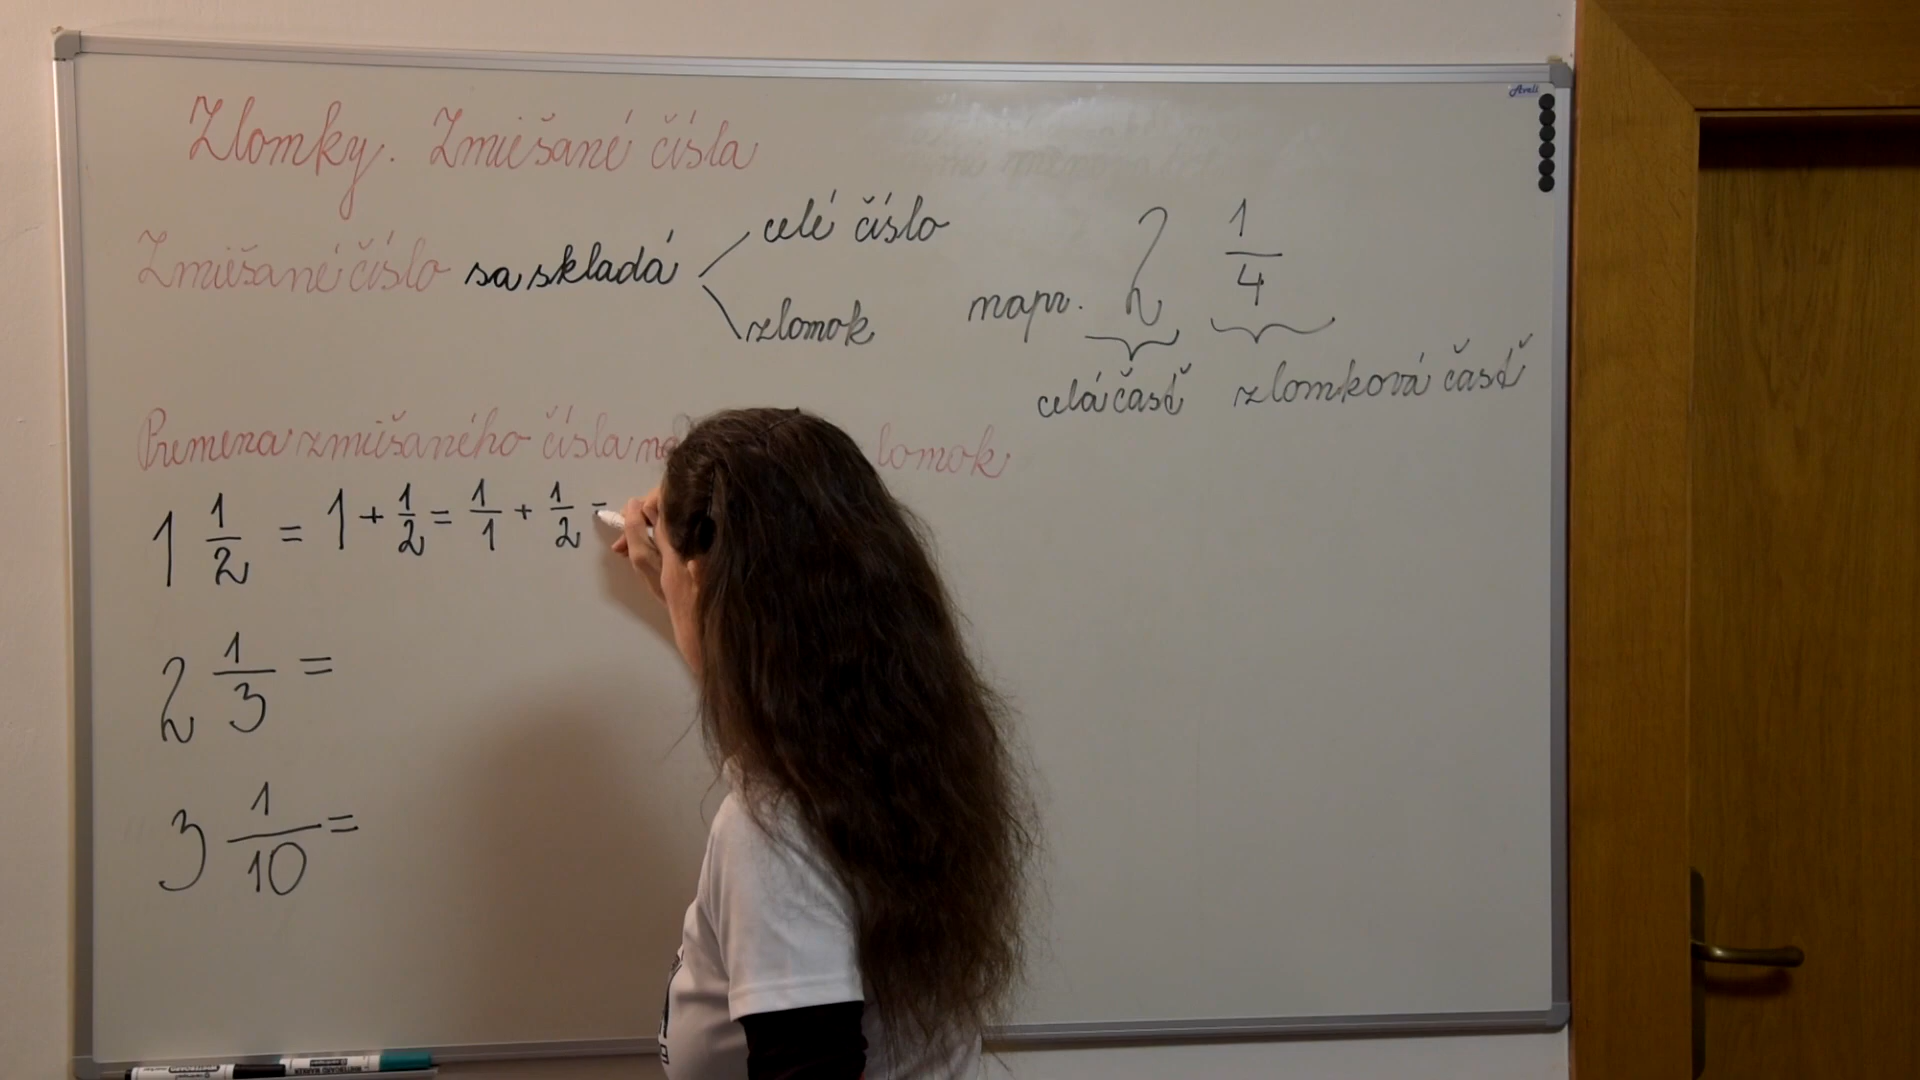 Zlomky. Zmiešané čísla
Zmiešané číslo sa skladá
celé číslo
zlomok
napr. 2 1/4
celá časť zlomková časť
Premena zmiešaného čísla na
1 1/2 = 1 + 1/2 = 1/1 + 1/2 =
2 1/3 =
3 1/10 =
Aveli